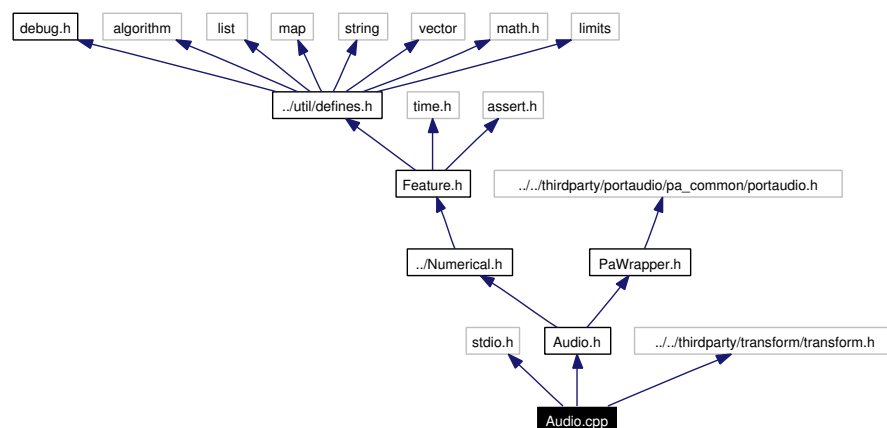 debug.h
algorithm
list
map
string
vector
math.h
limits
../util/defines.h
time.h
assert.h
Feature.h
../../thirdparty/portaudio/pa_common/portaudio.h
../Numerical.h
PaWrapper.h
stdio.h
Audio.h
../../thirdparty/transform/transform.h
Audio.cpp